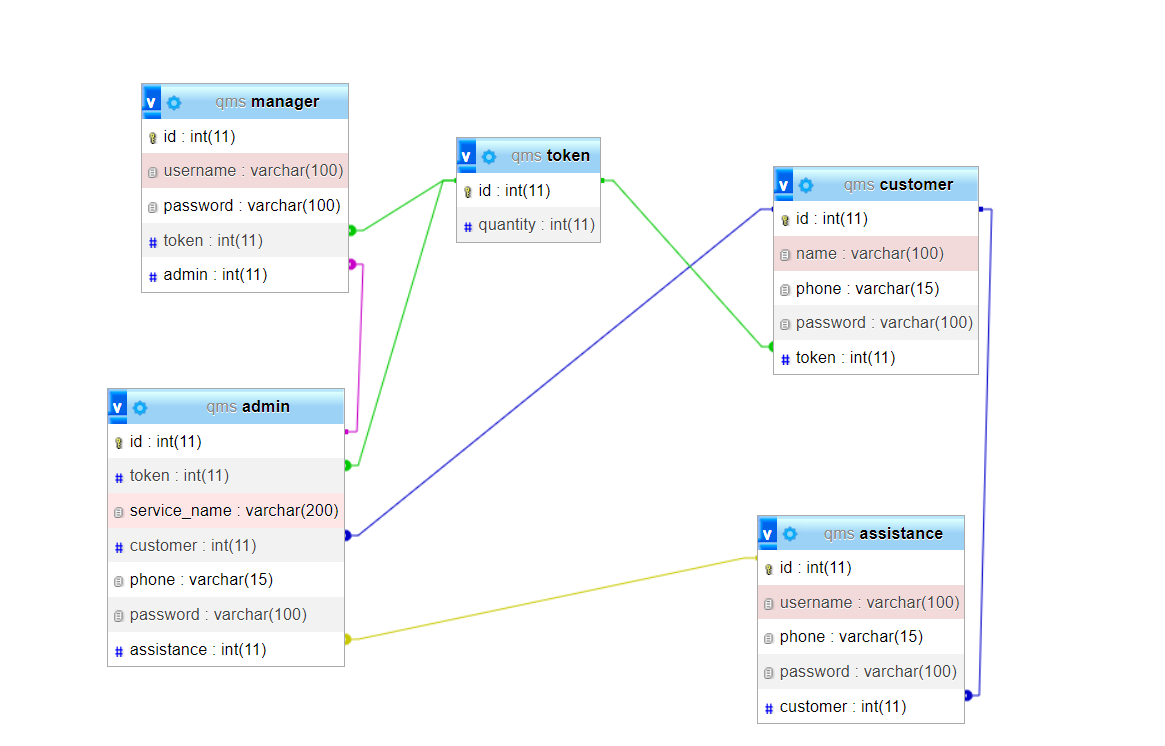 v qms manager
id : int(11)
username : varchar(100)
password : varchar(100)
# token : int(11)
# admin : int(11)
v qms token
id : int(11)
# quantity : int(11)
v qms customer
id : int(11)
name : varchar(100)
phone : varchar(15)
password : varchar(100)
# token : int(11)
v qms admin
id : int(11)
# token : int(11)
service_name : varchar(200)
# customer : int(11)
phone : varchar(15)
password : varchar(100)
# assistance : int(11)
v qms assistance
id : int(11)
username : varchar(100)
phone : varchar(15)
password : varchar(100)
# customer : int(11)